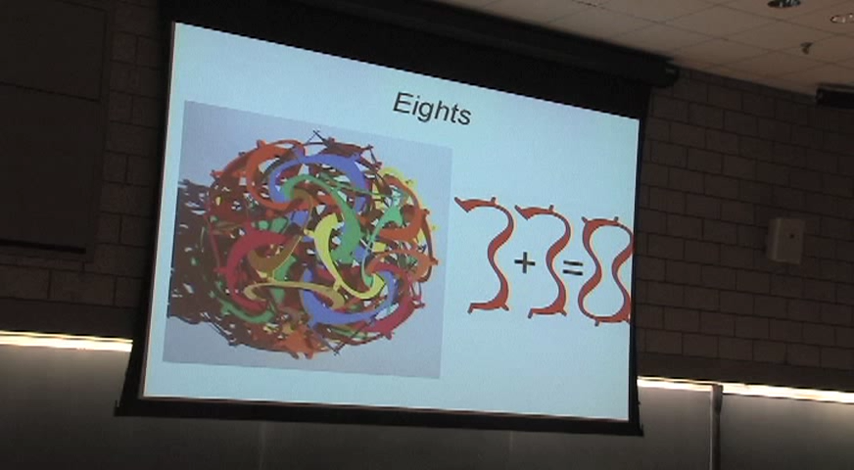 Eights
+ =